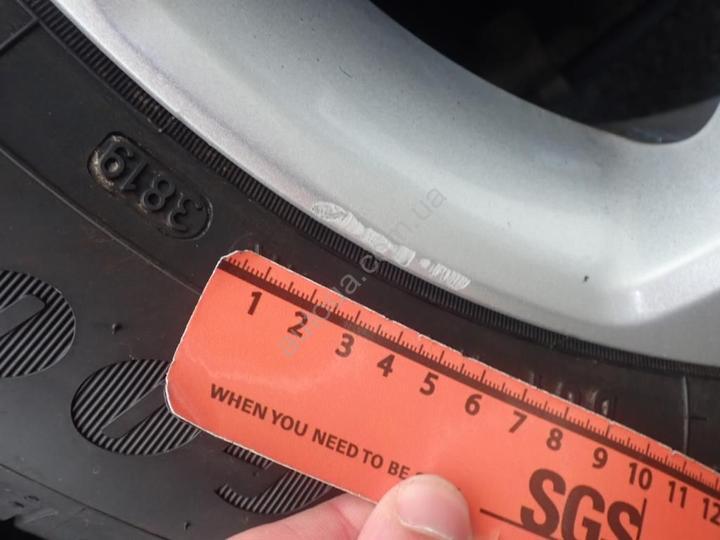 3819
1 2 3 4 5 6 7 8 9 10 11 12
WHEN YOU NEED TO BE
SGS